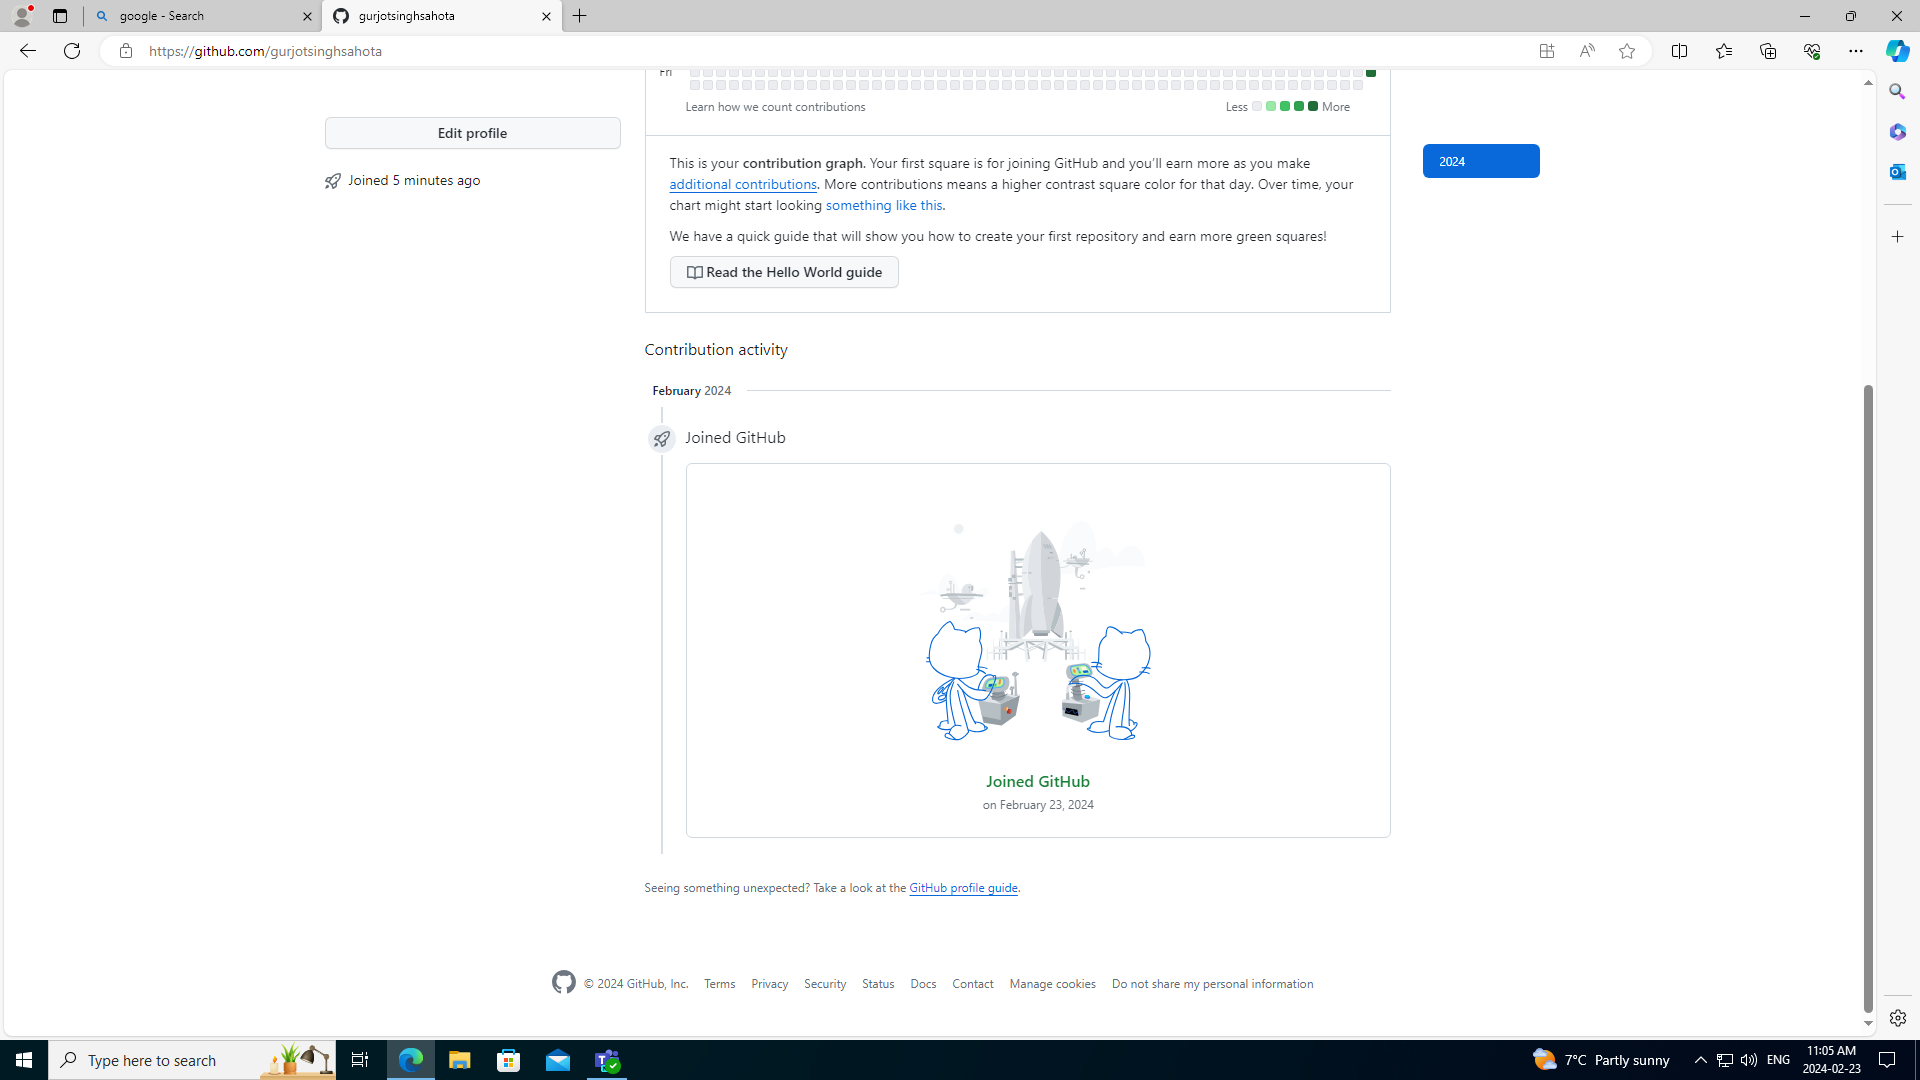 google - Search
gurjotsinghsahota
https://github.com/gurjotsinghsahota
Fri
Learn how we count contributions
Less
More
Edit profile
Joined 5 minutes ago
2024
This is your contribution graph. Your first square is for joining GitHub and you'll earn more as you make
additional contributions. More contributions means a higher contrast square color for that day. Over time, your
chart might start looking something like this.
We have a quick guide that will show you how to create your first repository and earn more green squares!
Read the Hello World guide
Contribution activity
February 2024
Joined GitHub
Joined GitHub
on February 23, 2024
Seeing something unexpected? Take a look at the GitHub profile guide.
© 2024 GitHub, Inc.
Terms
Privacy
Security
Status
Docs
Contact
Manage cookies
Do not share my personal information
Type here to search
7°C Partly sunny
ENG
11:05 AM
2024-02-23